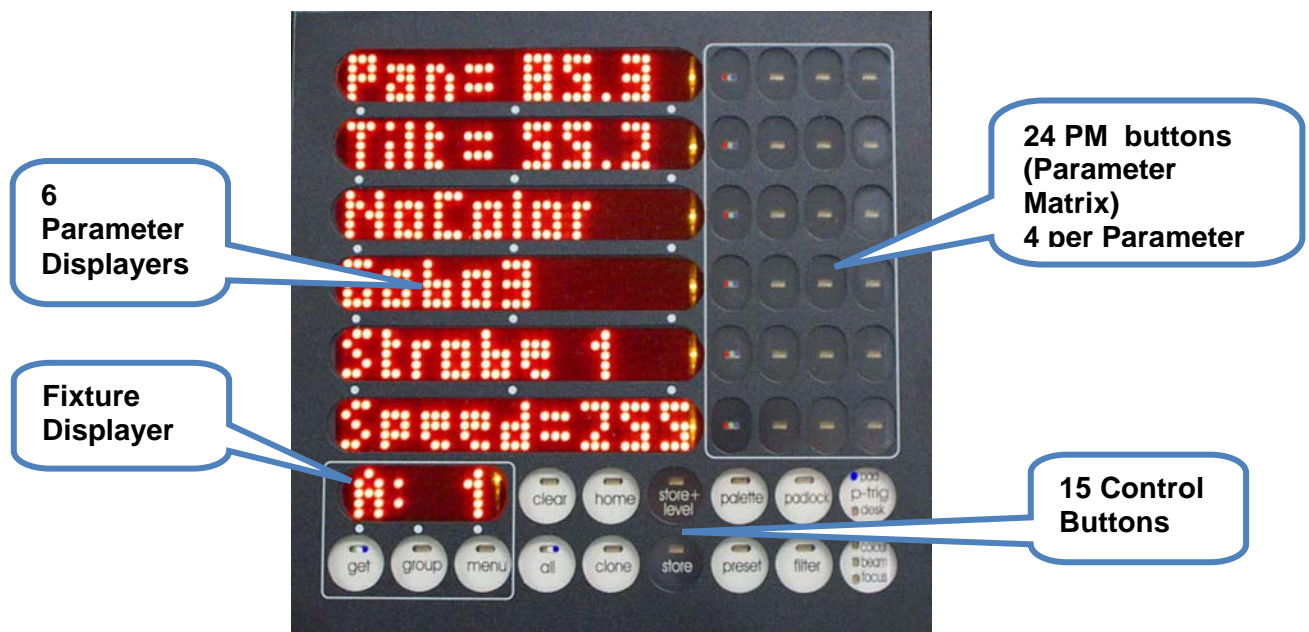 Pan= 85.3
Tilt= 55.2
NoColor
Gobo3
Strobe 1
Speed=255
6
Parameter
Displayers
24 PM buttons
(Parameter
Matrix)
4 per Parameter
Fixture
Displayer
15 Control
Buttons
A: 1
clear
home
store+
level
palette
padlock
pad
p-trig
desk
get
group
menu
all
clone
store
preset
filter
colour
beam
focus